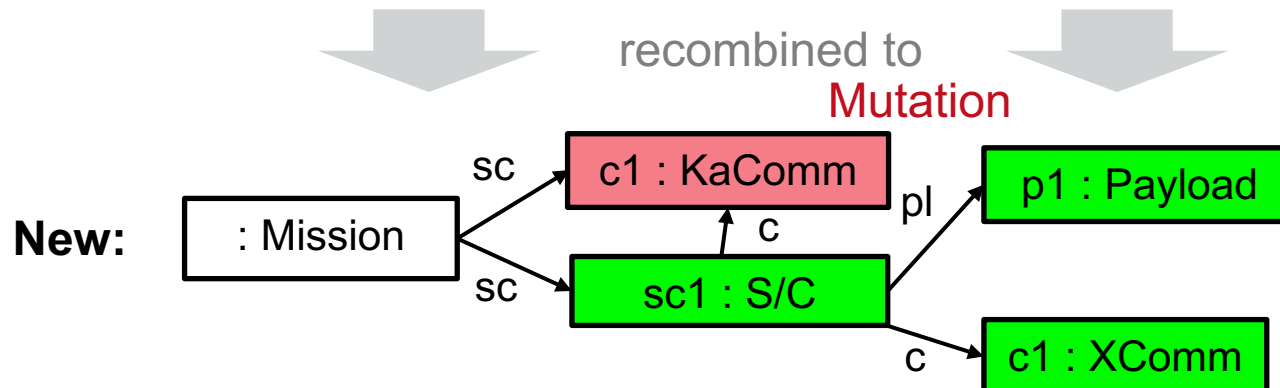 recombined to
Mutation
sc
c1 : KaComm
pl
p1 : Payload
New:
: Mission
c
sc
sc1 : S/C
c
c1 : XComm